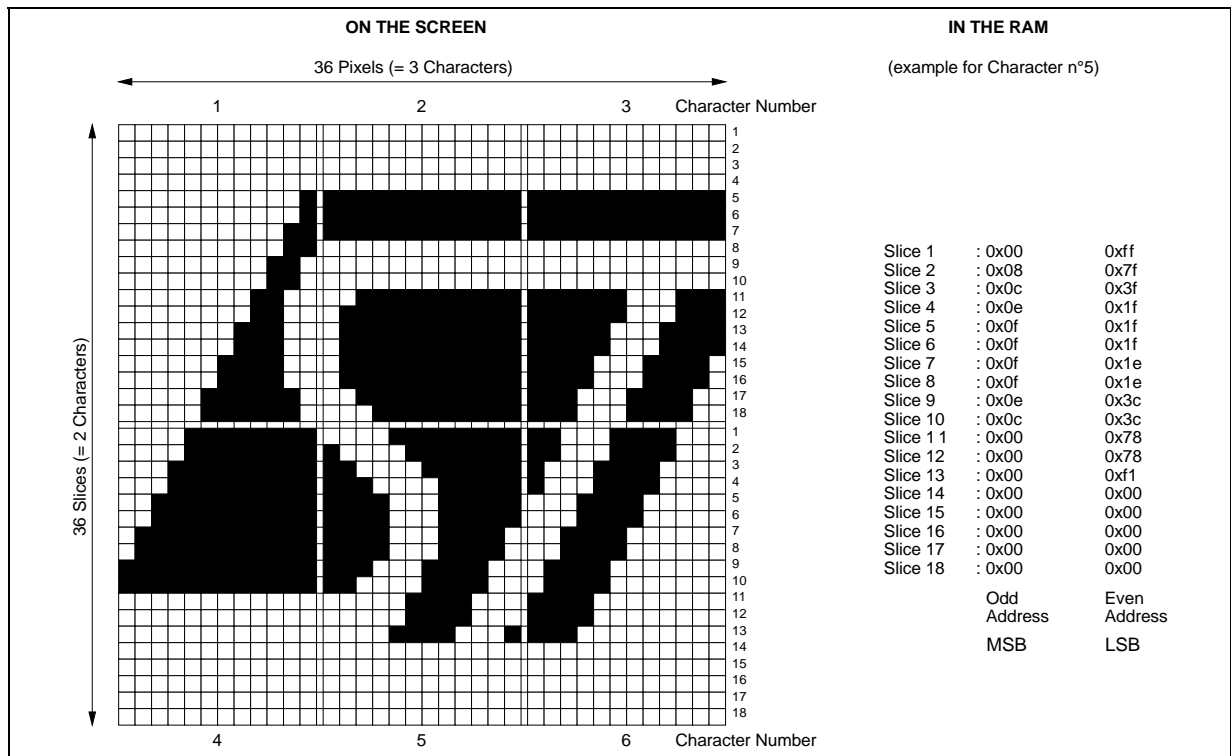 ON THE SCREEN
IN THE RAM
36 Pixels (= 3 Characters)
(example for Character n°5)
1 2 3 Character Number
36 Slices (= 2 Characters)
1
2
3
4
5
6
7
8
9
10
11
12
13
14
15
16
17
18
1
2
3
4
5
6
7
8
9
10
11
12
13
14
15
16
17
18
4 5 6 Character Number
Slice 1 : 0x00 0xff
Slice 2 : 0x08 0x7f
Slice 3 : 0x0c 0x3f
Slice 4 : 0x0e 0x1f
Slice 5 : 0x0f 0x1f
Slice 6 : 0x0f 0x1f
Slice 7 : 0x0f 0x1e
Slice 8 : 0x0f 0x1e
Slice 9 : 0x0e 0x3c
Slice 10 : 0x0c 0x3c
Slice 11 : 0x00 0x78
Slice 12 : 0x00 0x78
Slice 13 : 0x00 0xf1
Slice 14 : 0x00 0x00
Slice 15 : 0x00 0x00
Slice 16 : 0x00 0x00
Slice 17 : 0x00 0x00
Slice 18 : 0x00 0x00
Odd Even
Address Address
MSB LSB